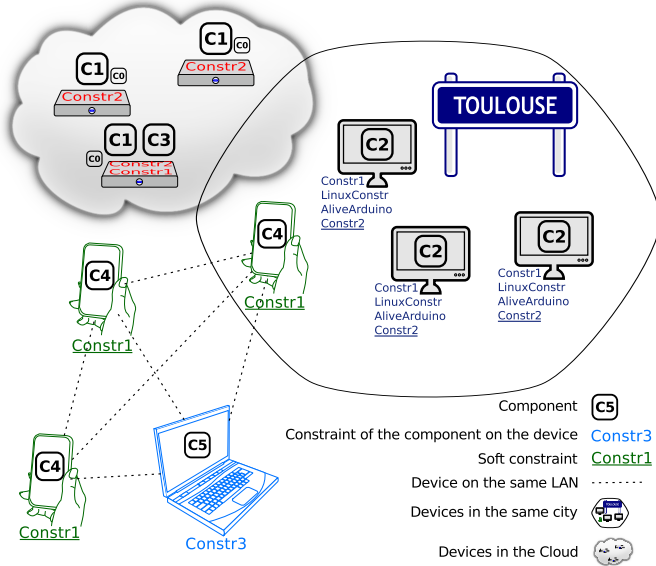 C1
C0
Constr2
C1
C0
Constr2
C1
C3
C0
Constr2
Constr1
TOULOUSE
C2
Constr1
LinuxConstr
AliveArduino
Constr2
C2
Constr1
LinuxConstr
AliveArduino
Constr2
C2
Constr1
LinuxConstr
AliveArduino
Constr2
C4
Constr1
C4
Constr1
C4
Constr1
C5
Constr3
Component C5
Constraint of the component on the device Constr3
Soft constraint Constr1
Device on the same LAN
Devices in the same city
TOULOUSE
Devices in the Cloud